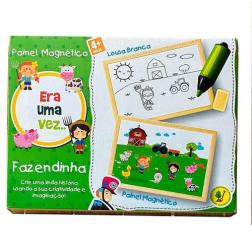 Painel Magnético
4+
Lousa Branca
Era
uma
vez...
Fazendinha
Crie uma linda história
usando a sua criatividade e
imaginação!
Painel Magnético